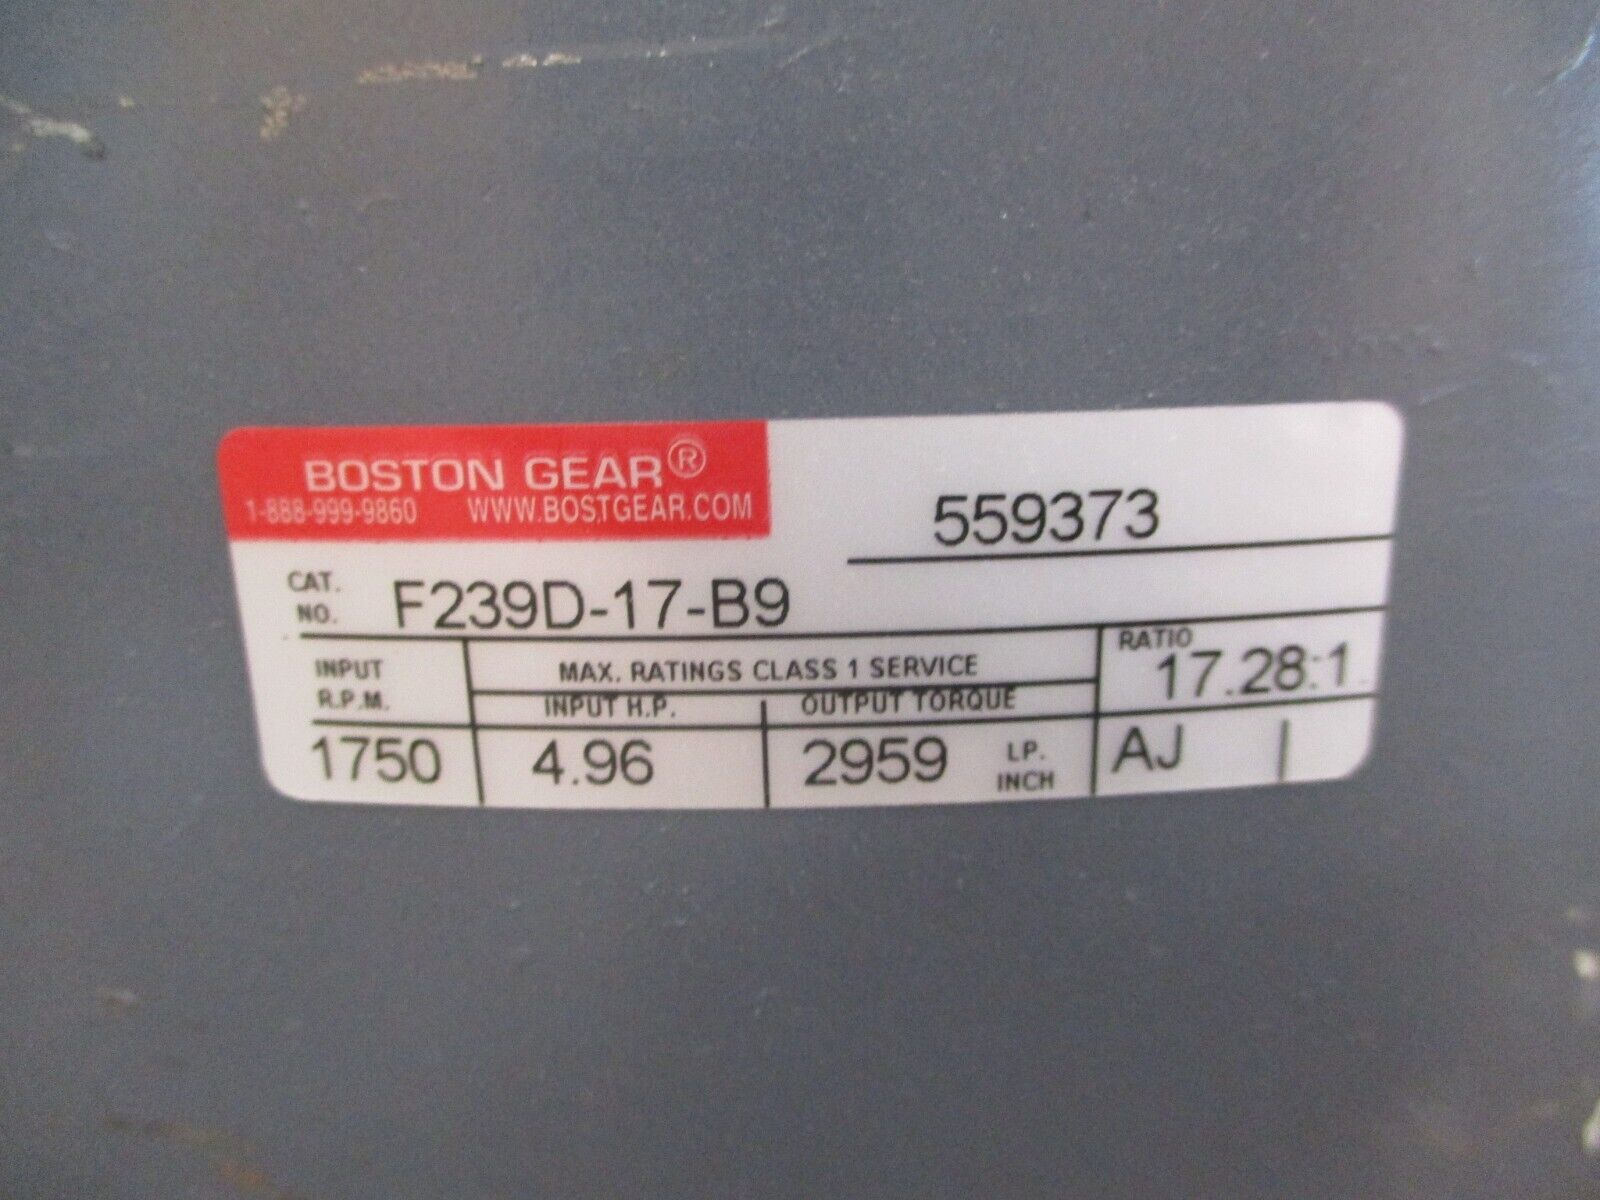 BOSTON GEAR®
1-888-999-9860 WWW.BOSTGEAR.COM
559373
CAT. NO. F239D-17-B9
INPUT R.P.M.
MAX. RATINGS CLASS 1 SERVICE
RATIO
17.28:1
INPUT H.P. OUTPUT TORQUE
1750 4.96 2959 LP. INCH AJ